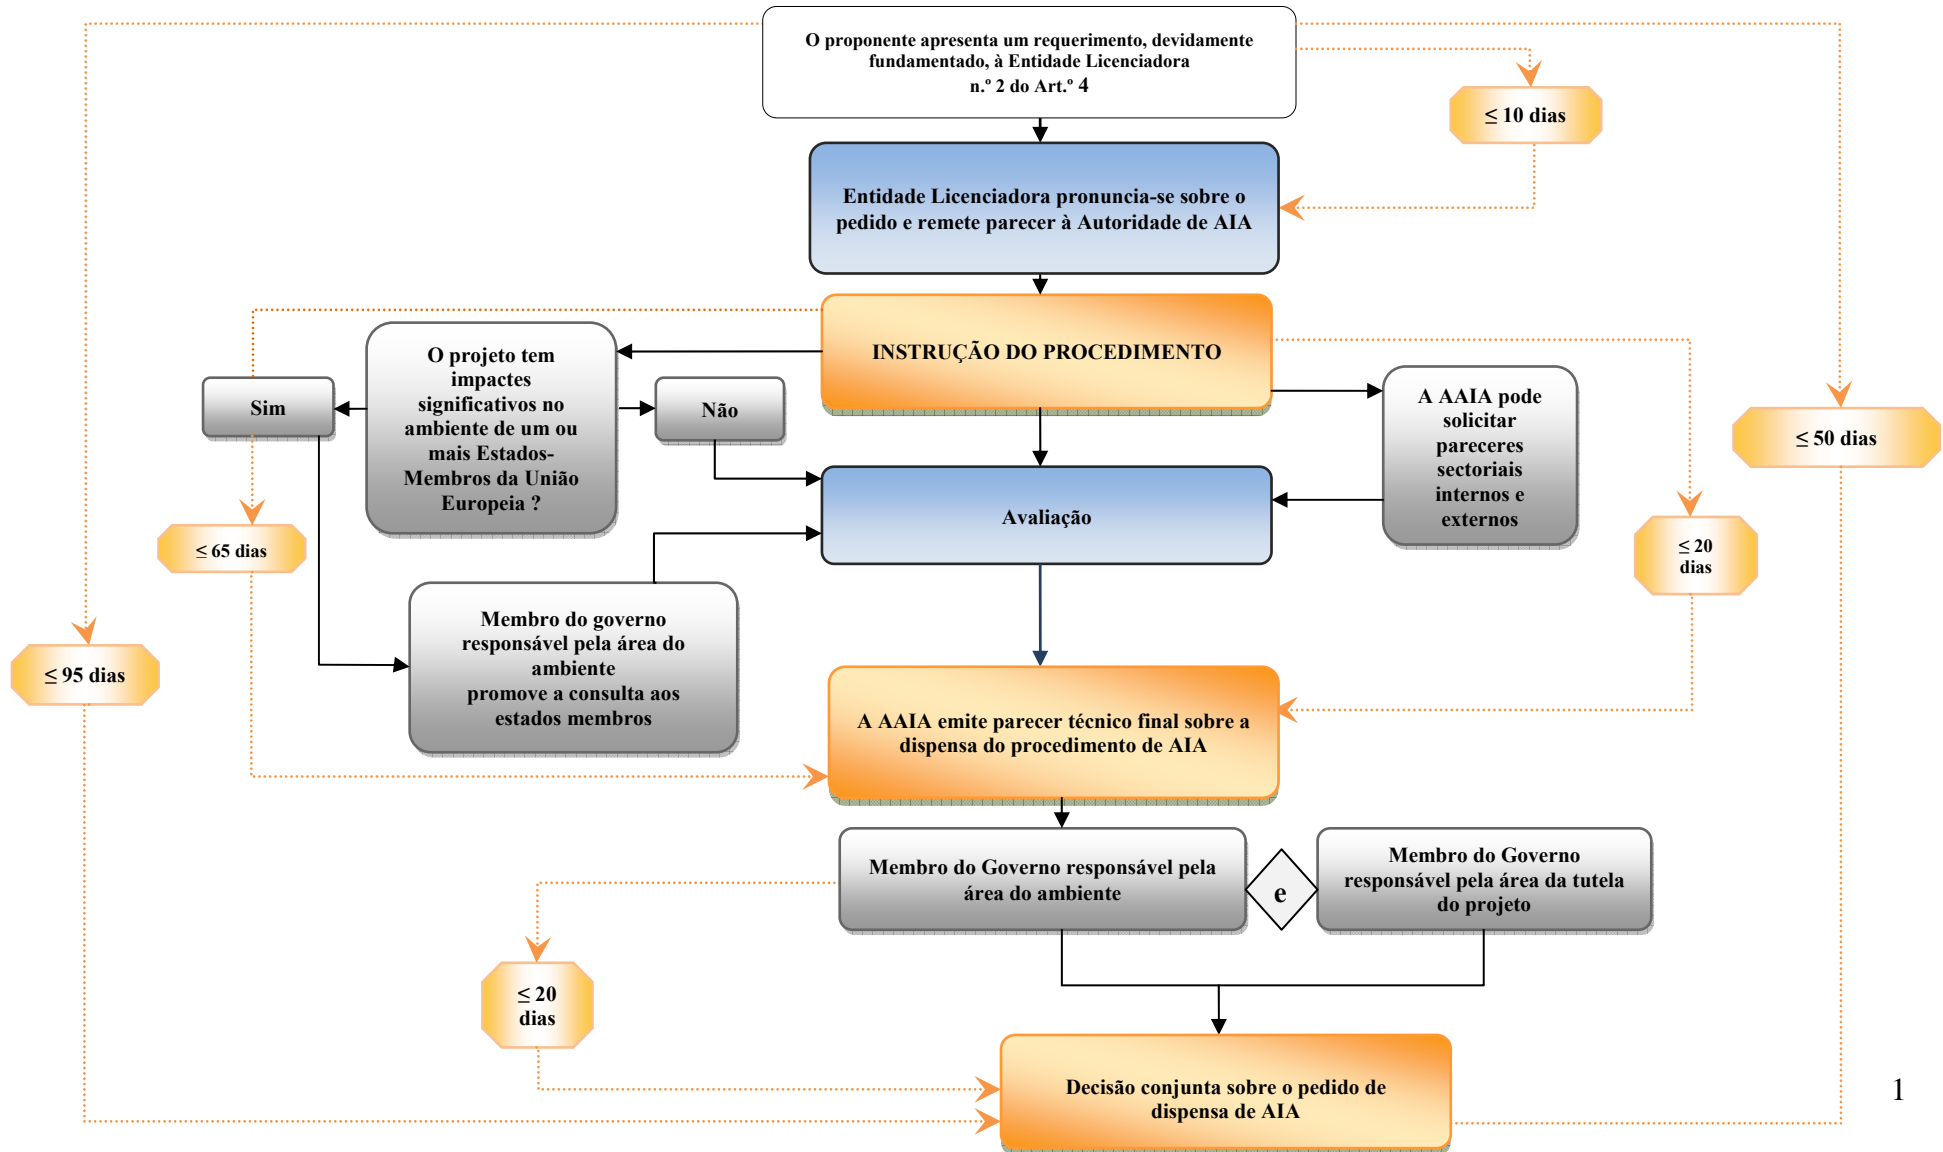 O proponente apresenta um requerimento, devidamente
fundamentado, à Entidade Licenciadora
n.º 2 do Art.º 4
≤ 10 dias
Entidade Licenciadora pronuncia-se sobre o
pedido e remete parecer à Autoridade de AIA
INSTRUÇÃO DO PROCEDIMENTO
O projeto tem
impactes
significativos no
ambiente de um ou
mais Estados-
Membros da União
Europeia ?
Sim
Não
A AAIA pode
solicitar
pareceres
sectoriais
internos e
externos
≤ 50 dias
Avaliação
≤ 65 dias
≤ 20
dias
Membro do governo
responsável pela área do
ambiente
promove a consulta aos
estados membros
≤ 95 dias
A AAIA emite parecer técnico final sobre a
dispensa do procedimento de AIA
Membro do Governo responsável pela
área do ambiente
e
Membro do Governo
responsável pela área da tutela
do projeto
≤ 20
dias
Decisão conjunta sobre o pedido de
dispensa de AIA
1